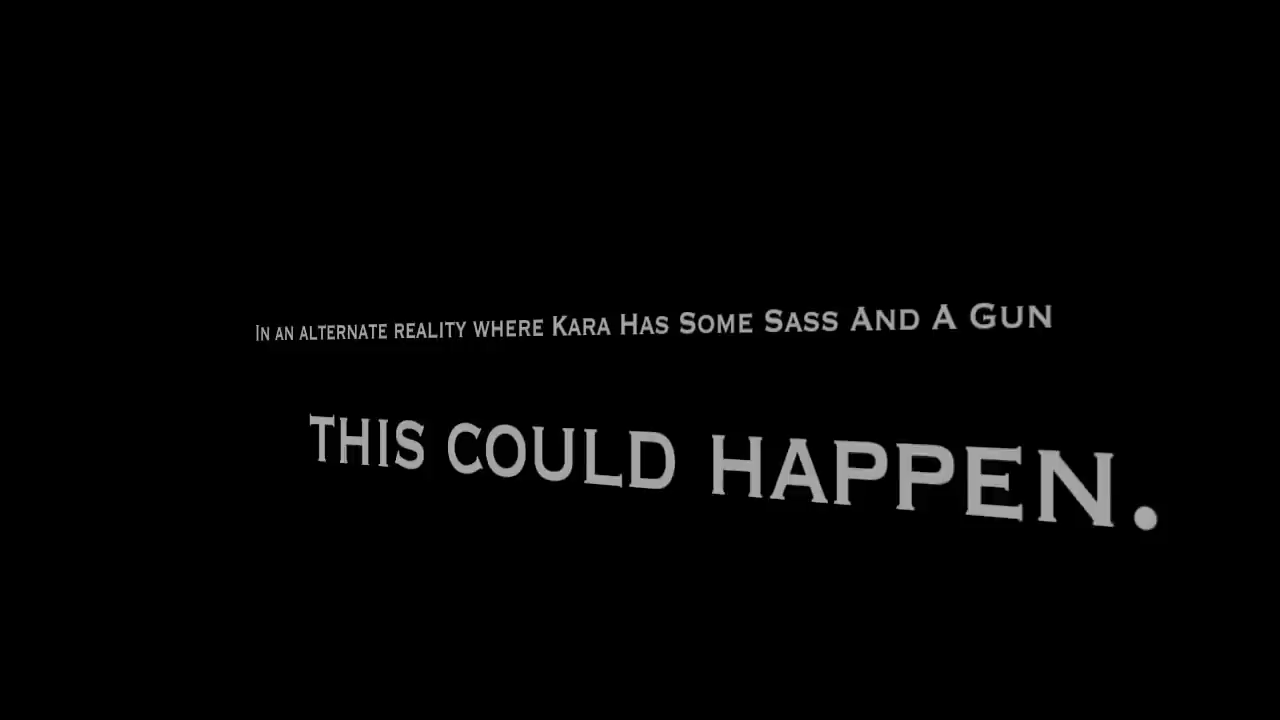 In an alternate reality where Kara Has Some Sass And A Gun
THIS COULD HAPPEN.